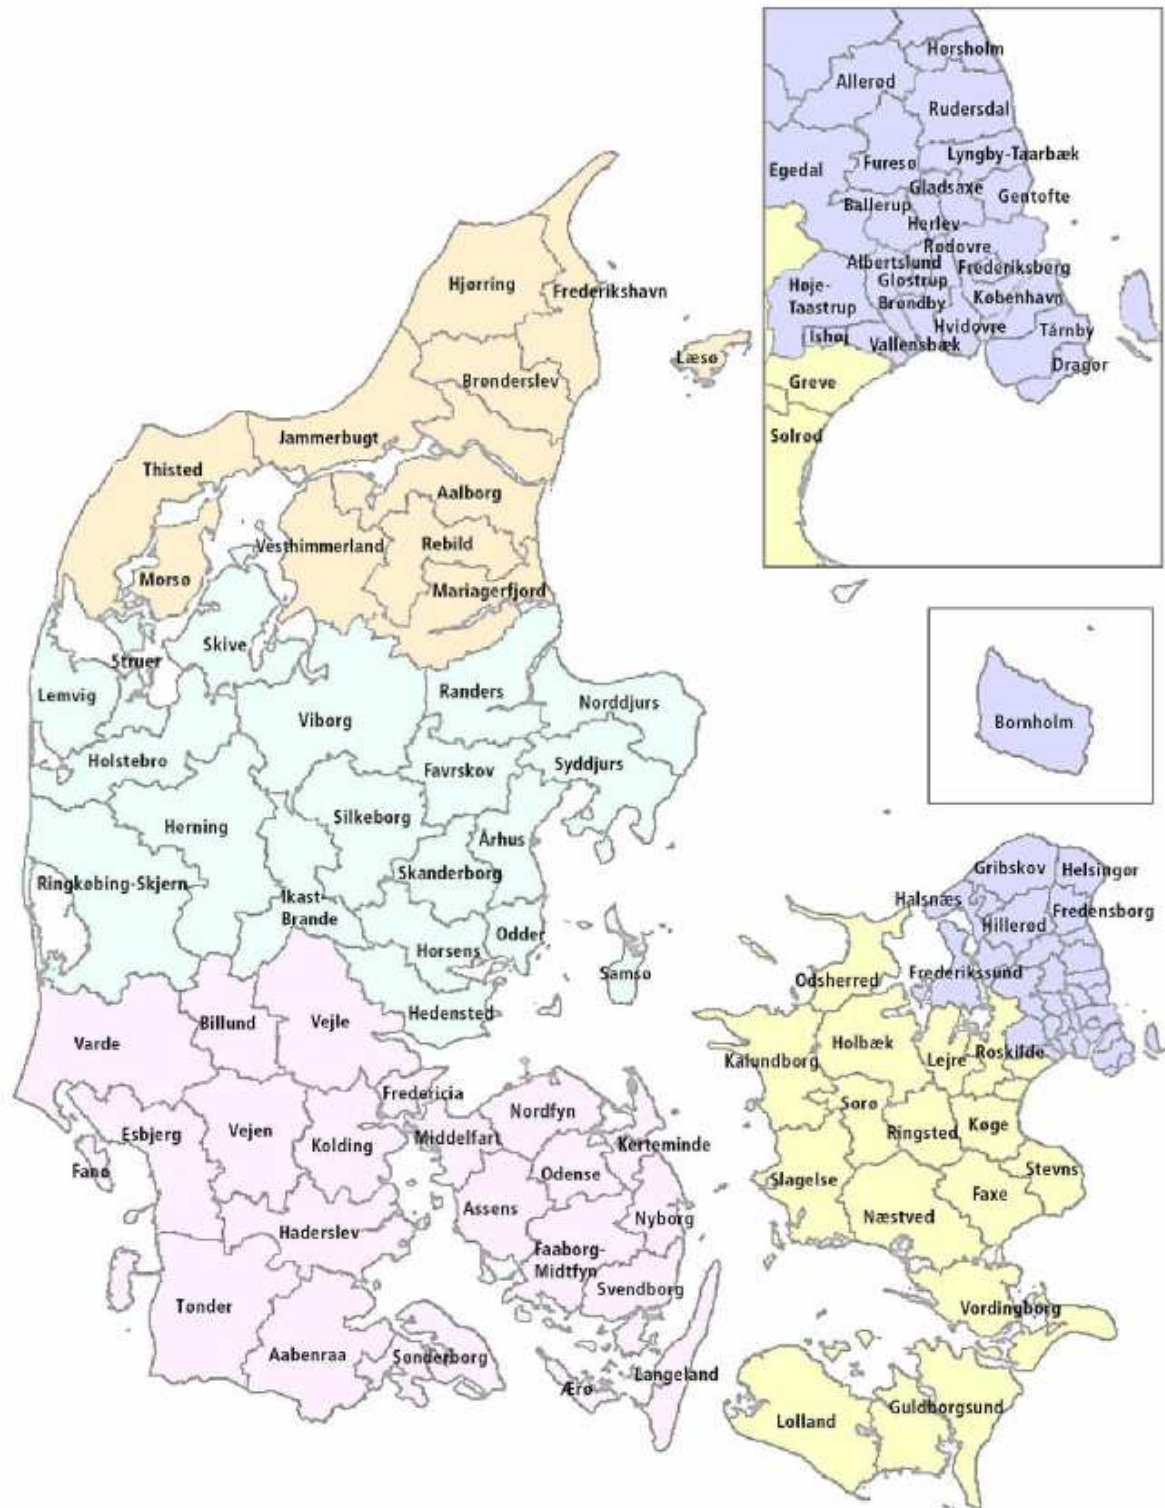 Hørsholm
Allerød
Rudersdal
Egedal
Furesø
Lyngby-Taarbæk
Gladsaxe
Gentofte
Ballerup
Herlev
Rødovre
Albertslund
Frederiksberg
Glostrup
Høje-
Taastrup
Brøndby
København
Ishøj
Vallensbæk
Hvidovre
Tårnby
Dragør
Greve
Solrød
Hjørring
Frederikshavn
Læsø
Brønderslev
Jammerbugt
Thisted
Aalborg
Vesthimmerland
Rebild
Morsø
Mariagerfjord
Skive
Struer
Lemvig
Randers
Norddjurs
Viborg
Holstebro
Favrskov
Syddjurs
Bornholm
Herning
Silkeborg
Århus
Skanderborg
Ringkøbing-Skjern
Ikast-
Brande
Odder
Horsens
Samsø
Hedensted
Gribskov
Helsingør
Halsnæs
Fredensborg
Hillerød
Frederikssund
Odsherred
Varde
Billund
Vejle
Kalundborg
Holbæk
Lejre
Roskilde
Fredericia
Nordfyn
Sorø
Esbjerg
Vejen
Kolding
Middelfart
Kerteminde
Ringsted
Køge
Fanø
Odense
Slagelse
Stevns
Assens
Faxe
Nyborg
Næstved
Haderslev
Faaborg-
Midtfyn
Svendborg
Tønder
Vordingborg
Aabenraa
Sønderborg
Ærø
Langeland
Lolland
Guldborgsund